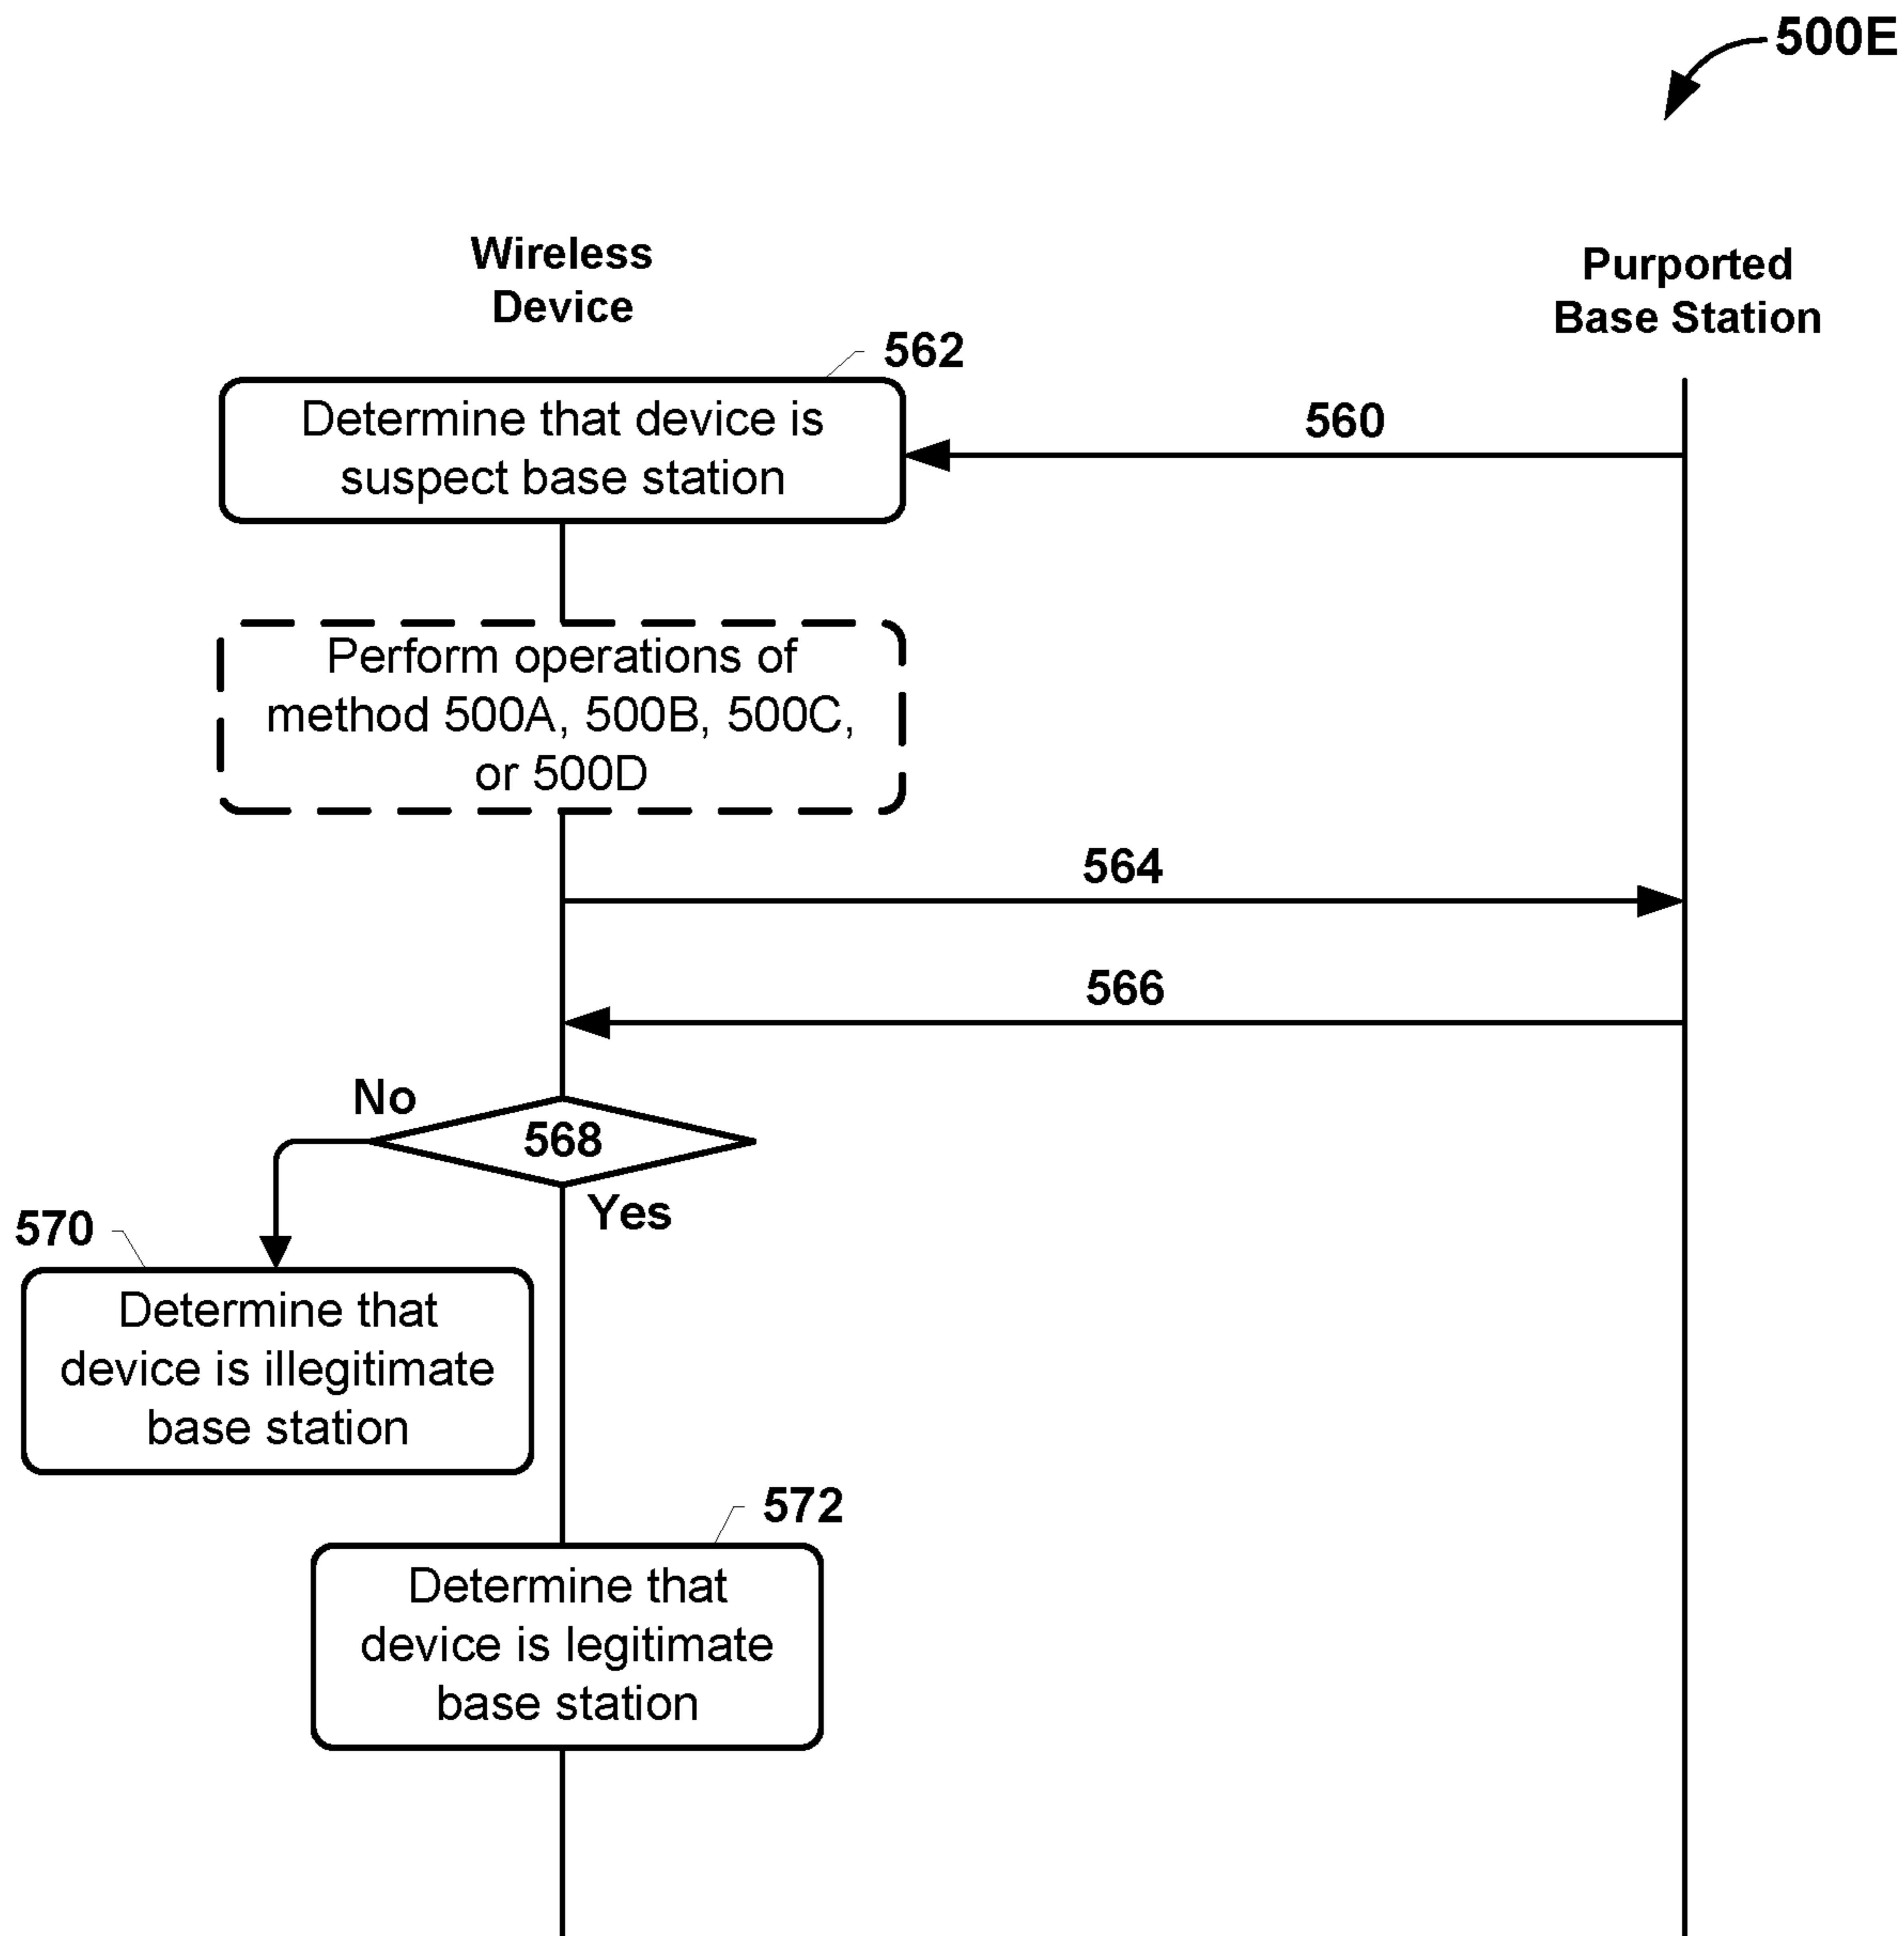 500E
Wireless
Device
Purported
Base Station
562
Determine that device is
suspect base station
560
Perform operations of
method 500A, 500B, 500C,
or 500D
564
566
No
568
Yes
570
Determine that
device is illegitimate
base station
572
Determine that
device is legitimate
base station